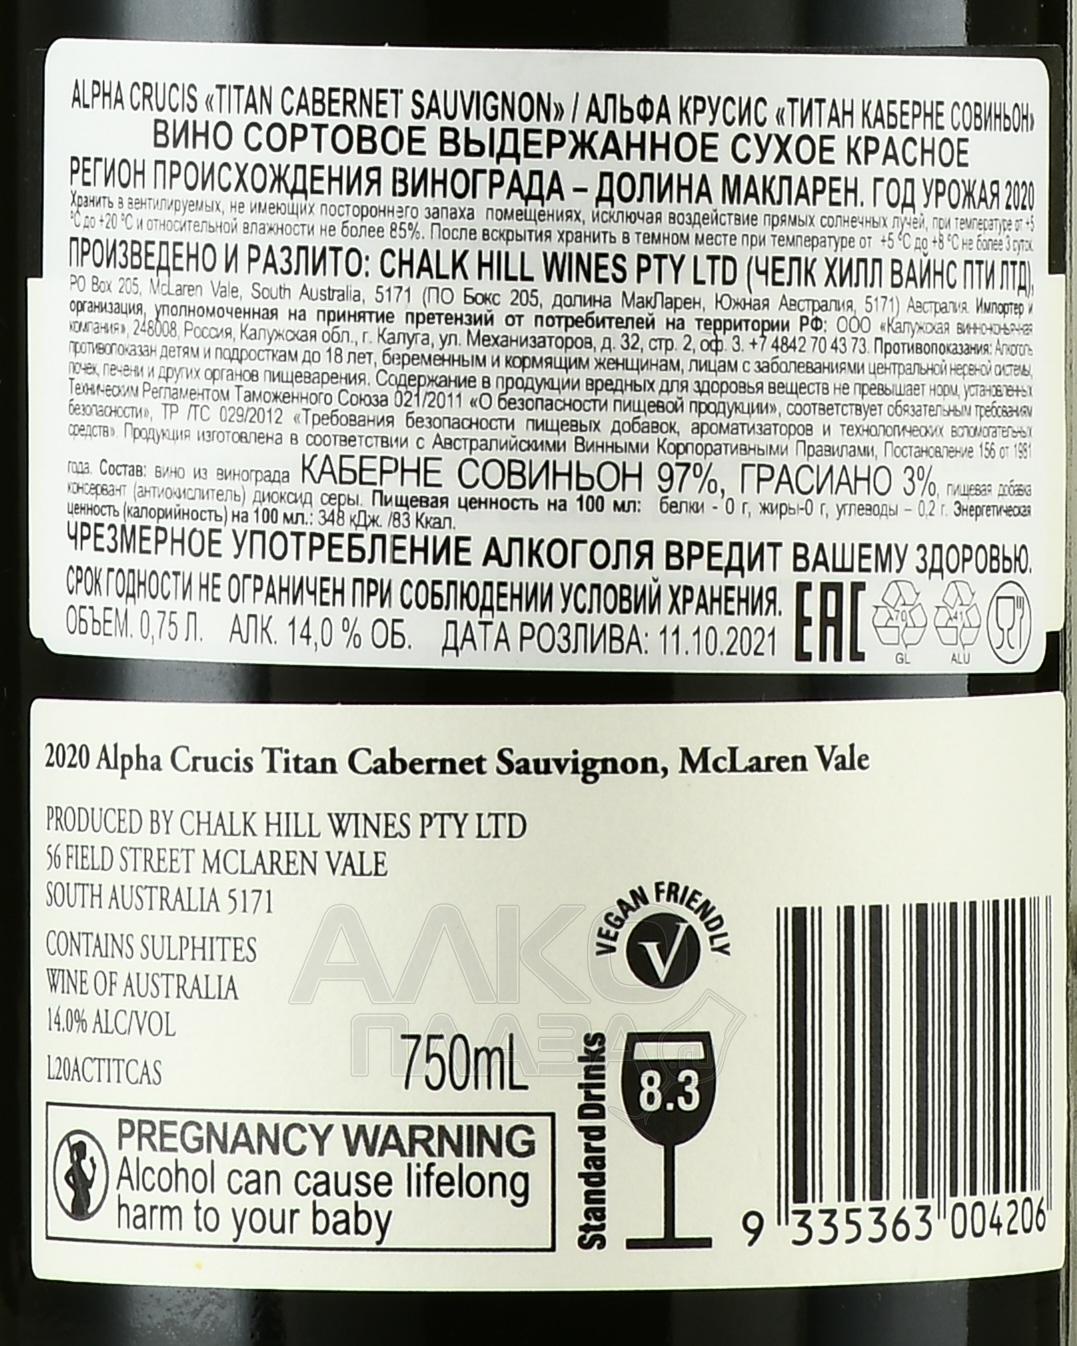 ALPHA CRUCIS «TITAN CABERNET SAUVIGNON» / АЛЬФА КРУСИС «ТИТАН КАБЕРНЕ СОВИНЬОН»
ВИНО СОРТОВОЕ ВЫДЕРЖАННОЕ СУХОЕ КРАСНОЕ
РЕГИОН ПРОИСХОЖДЕНИЯ ВИНОГРАДА – ДОЛИНА МАКЛАРЕН. ГОД УРОЖАЯ 2020
Хранить в вентилируемых, не имеющих постороннего запаха помещениях, исключая воздействие прямых солнечных лучей, при температуре от +5
°C до +20 °C и относительной влажности не более 85%. После вскрытия хранить в темном месте при температуре от +5 °C до +8 °C не более 3 суток.
ПРОИЗВЕДЕНО И РАЗЛИТО: CHALK HILL WINES PTY LTD (ЧЕЛК ХИЛЛ ВАЙНС ПТИ ЛТД),
PO Box 205, McLaren Vale, South Australia, 5171 (ПО Бокс 205, долина МакЛарен, Южная Австралия, 5171) Австралия. Импортер и
организация, уполномоченная на принятие претензий от потребителей на территории РФ: ООО «Калужская винно-коньячная
компания», 248008, Россия, Калужская обл., г. Калуга, ул. Механизаторов, д. 32, стр. 2, оф. 3. +7 4842 70 43 73. Противопоказания: Алкоголь
противопоказан детям и подросткам до 18 лет, беременным и кормящим женщинам, лицам с заболеваниями центральной нервной системы,
почек, печени и других органов пищеварения. Содержание в продукции вредных для здоровья веществ не превышает норм, установленных
Техническим Регламентом Таможенного Союза 021/2011 «О безопасности пищевой продукции», соответствует обязательным требованиям
безопасности», ТР /ТС 029/2012 «Требования безопасности пищевых добавок, ароматизаторов и технологических вспомогательных
средств». Продукция изготовлена в соответствии с Австралийскими Винными Корпоративными Правилами, Постановление 156 от 1981
года. Состав: вино из винограда КАБЕРНЕ СОВИНЬОН 97%, ГРАСИАНО 3%, пищевая добавка
консервант (антиокислитель) диоксид серы. Пищевая ценность на 100 мл: белки - 0 г, жиры-0 г, углеводы – 0,2 г. Энергетическая
ценность (калорийность) на 100 мл.: 348 кДж. /83 Ккал.
ЧРЕЗМЕРНОЕ УПОТРЕБЛЕНИЕ АЛКОГОЛЯ ВРЕДИТ ВАШЕМУ ЗДОРОВЬЮ.
СРОК ГОДНОСТИ НЕ ОГРАНИЧЕН ПРИ СОБЛЮДЕНИИ УСЛОВИЙ ХРАНЕНИЯ.
ОБЪЕМ. 0,75 Л. АЛК. 14,0 % ОБ. ДАТА РОЗЛИВА: 11.10.2021
EAC
70
GL
41
ALU
2020 Alpha Crucis Titan Cabernet Sauvignon, McLaren Vale
PRODUCED BY CHALK HILL WINES PTY LTD
56 FIELD STREET MCLAREN VALE
SOUTH AUSTRALIA 5171
CONTAINS SULPHITES
WINE OF AUSTRALIA
14.0% ALC/VOL
L20ACTITCAS
750mL
PREGNANCY WARNING
Alcohol can cause lifelong
harm to your baby
VEGAN FRIENDLY
V
Standard Drinks
8.3
9 335363 004206
АЛКО
ПЛАЗА